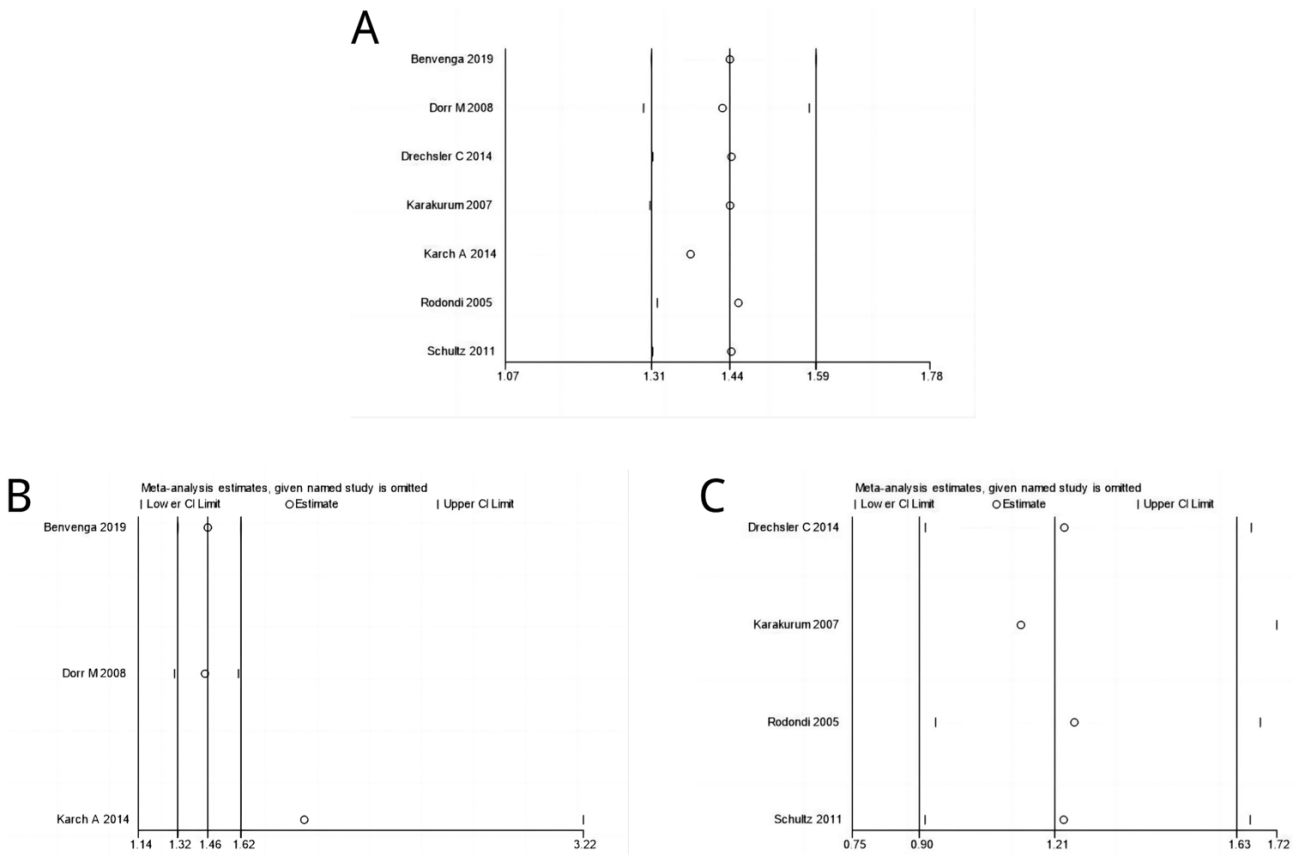 A
Benvenga 2019
Dorr M 2008
Drechsler C 2014
Karakurum 2007
Karch A 2014
Rodondi 2005
Schultz 2011
1.07 1.31 1.44 1.59 1.78
B
Meta-analysis estimates, given named study is omitted
Lower CI Limit Estimate Upper CI Limit
Benvenga 2019
Dorr M 2008
Karch A 2014
1.14 1.32 1.46 1.62 3.22
C
Meta-analysis estimates, given named study is omitted
Lower CI Limit Estimate Upper CI Limit
Drechsler C 2014
Karakurum 2007
Rodondi 2005
Schultz 2011
0.75 0.90 1.21 1.63 1.72